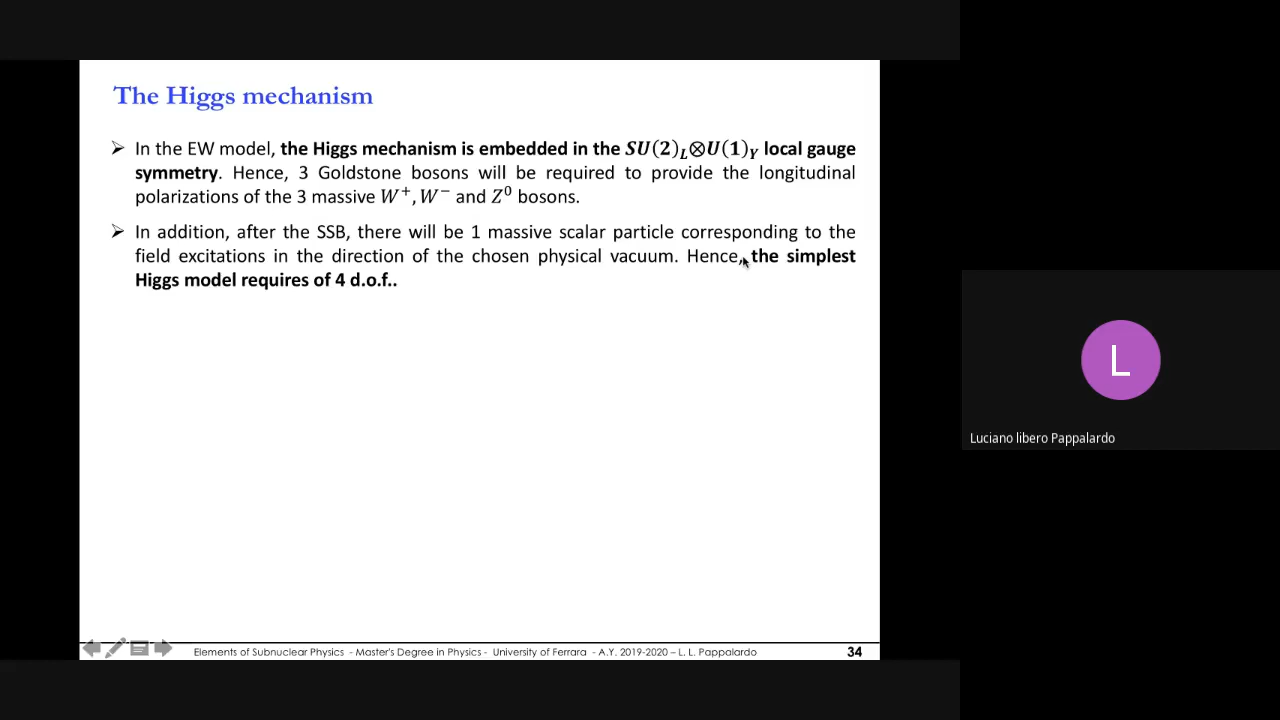 The Higgs mechanism
➢ In the EW model, the Higgs mechanism is embedded in the SU(2)_L⊗U(1)_Y local gauge
symmetry. Hence, 3 Goldstone bosons will be required to provide the longitudinal
polarizations of the 3 massive W⁺, W⁻ and Z⁰ bosons.
➢ In addition, after the SSB, there will be 1 massive scalar particle corresponding to the
field excitations in the direction of the chosen physical vacuum. Hence, the simplest
Higgs model requires of 4 d.o.f..
L
Luciano libero Pappalardo
Elements of Subnuclear Physics - Master's Degree in Physics - University of Ferrara - A.Y. 2019-2020 – L. L. Pappalardo
34